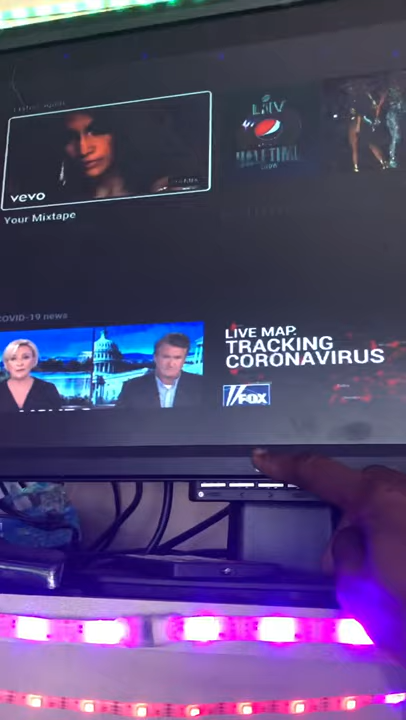 LIV
HALFTIME
vevo
Your Mixtape
COVID-19 news
LIVE MAP:
TRACKING
CORONAVIRUS
FOX